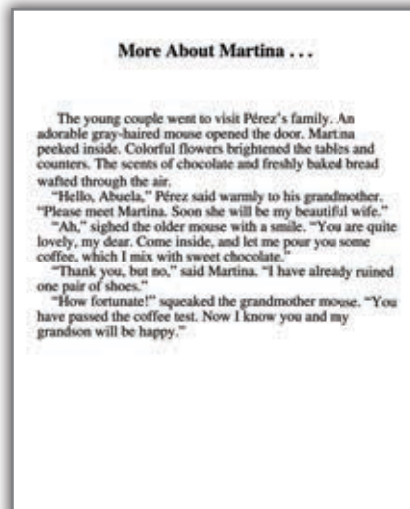 More About Martina . . .
The young couple went to visit Pérez's family. An
adorable gray-haired mouse opened the door. Martina
peeked inside. Colorful flowers brightened the tables and
counters. The scents of chocolate and freshly baked bread
wafted through the air.
"Hello, Abuela," Pérez said warmly to his grandmother.
"Please meet Martina. Soon she will be my beautiful wife."
"Ah," sighed the older mouse with a smile. "You are quite
lovely, my dear. Come inside, and let me pour you some
coffee, which I mix with sweet chocolate."
"Thank you, but no," said Martina. "I have already ruined
one pair of shoes."
"How fortunate!" squeaked the grandmother mouse. "You
have passed the coffee test. Now I know you and my
grandson will be happy."